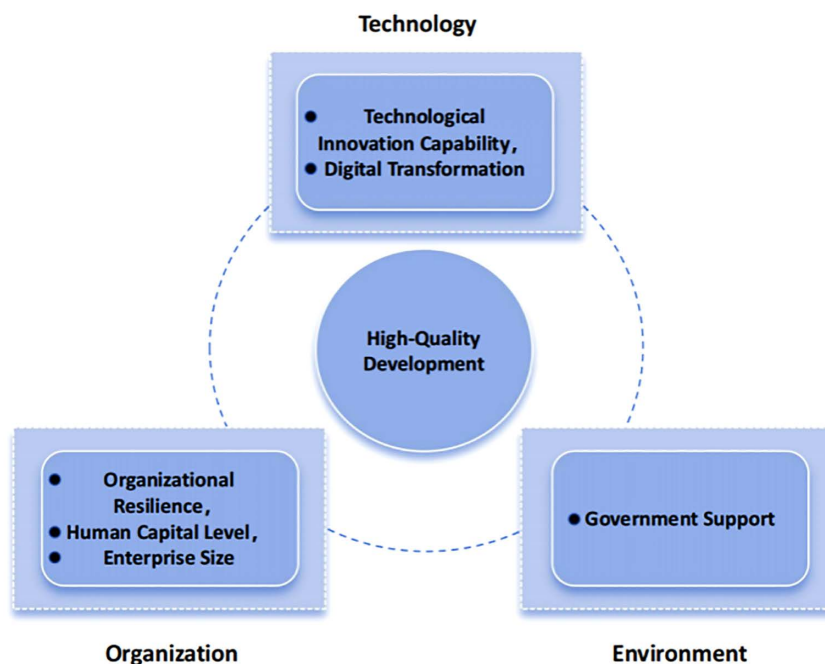 Technology
● Technological
Innovation Capability,
● Digital Transformation
High-Quality
Development
● Organizational
Resilience,
● Human Capital Level,
● Enterprise Size
● Government Support
Organization
Environment